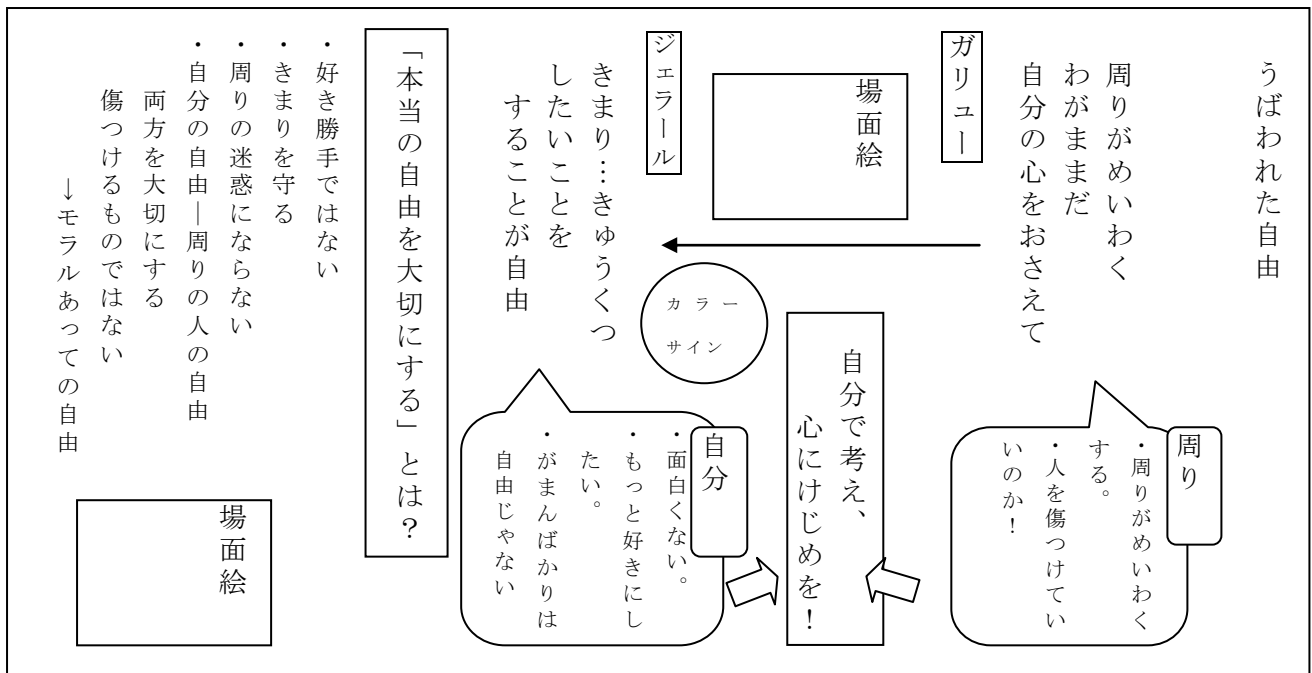 うばわれた自由
周りがめいわく
わがままだ
自分の心をおさえて
周り
・周りがめいわく
する。
・人を傷つけてい
いのか！
ガリュー
場面絵
自分で考え、
心にけじめを！
カラー
サイン
ジェラール
きまり…きゅうくつ
したいことを
することが自由
自分
・面白くない。
・もっと好きにし
たい。
・がまんばかりは
自由じゃない
「本当の自由を大切にする」とは？
・好き勝手ではない
・きまりを守る
・周りの迷惑にならない
・自分の自由―周りの人の自由
両方を大切にする
傷つけるものではない
→モラルあっての自由
場面絵